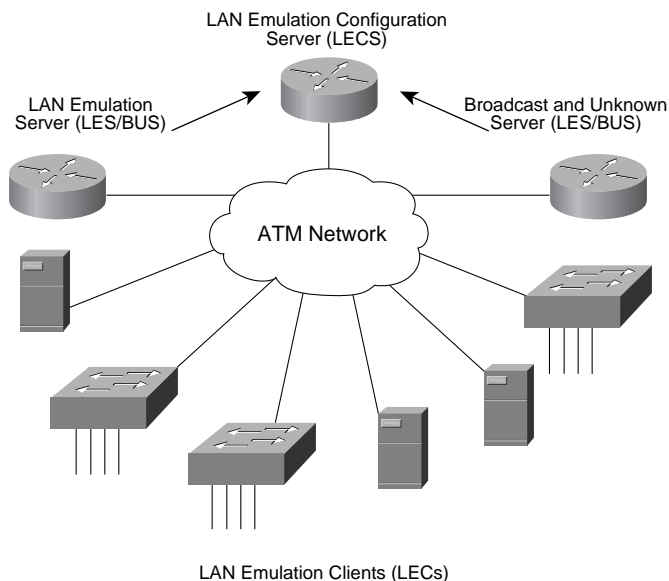 LAN Emulation Configuration
Server (LECS)
LAN Emulation
Server (LES/BUS)
Broadcast and Unknown
Server (LES/BUS)
ATM Network
LAN Emulation Clients (LECs)